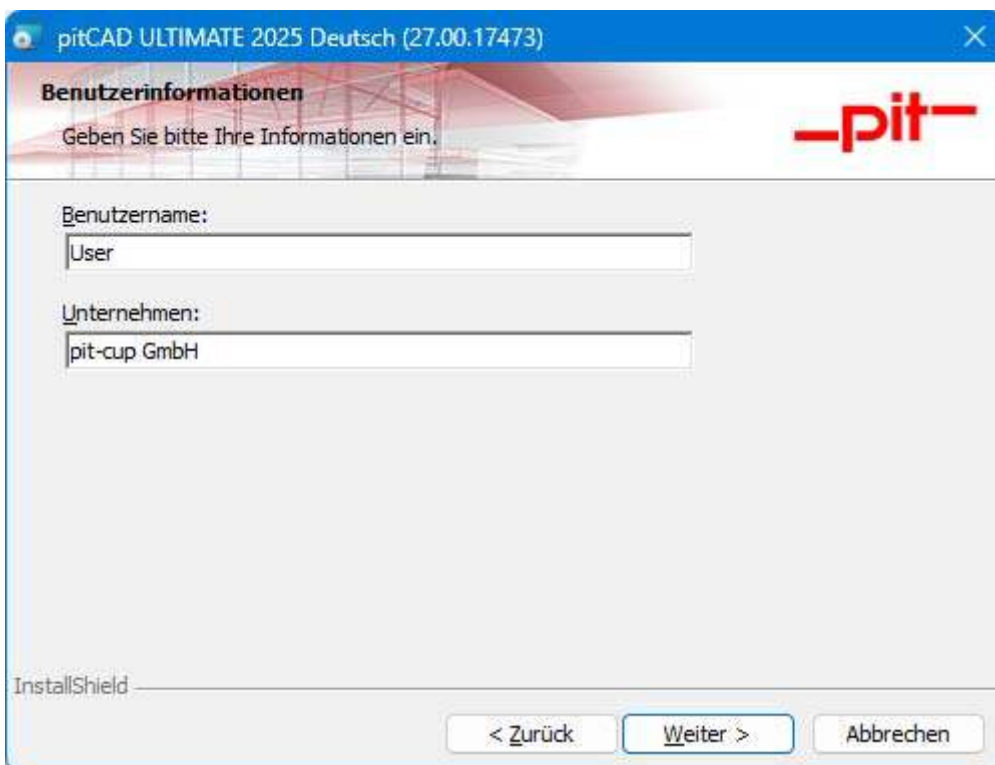 pitCAD ULTIMATE 2025 Deutsch (27.00.17473)
Benutzerinformationen
Geben Sie bitte Ihre Informationen ein.
pit
Benutzername:
User
Unternehmen:
pit-cup GmbH
InstallShield
< Zurück
Weiter >
Abbrechen